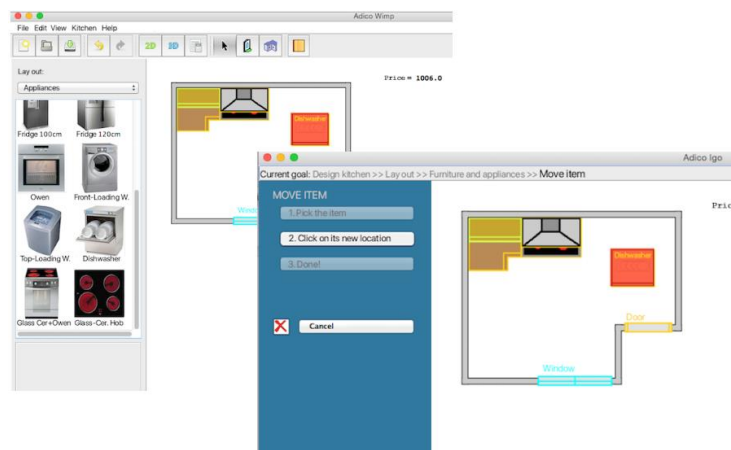 Adico Wimp
File Edit View Kitchen Help
2D 3D
Lay out:
Appliances
Fridge 100cm Fridge 120cm
Owen Front-Loading W.
Top-Loading W. Dishwasher
Glass Cer+Owen Glass-Cer. Hob
Price = 1006.0
Dishwasher
Adico Igo
Current goal: Design kitchen >> Lay out >> Furniture and appliances >> Move item
MOVE ITEM
1. Pick the item
2. Click on its new location
3. Done!
Cancel
Dishwasher
Door
Window